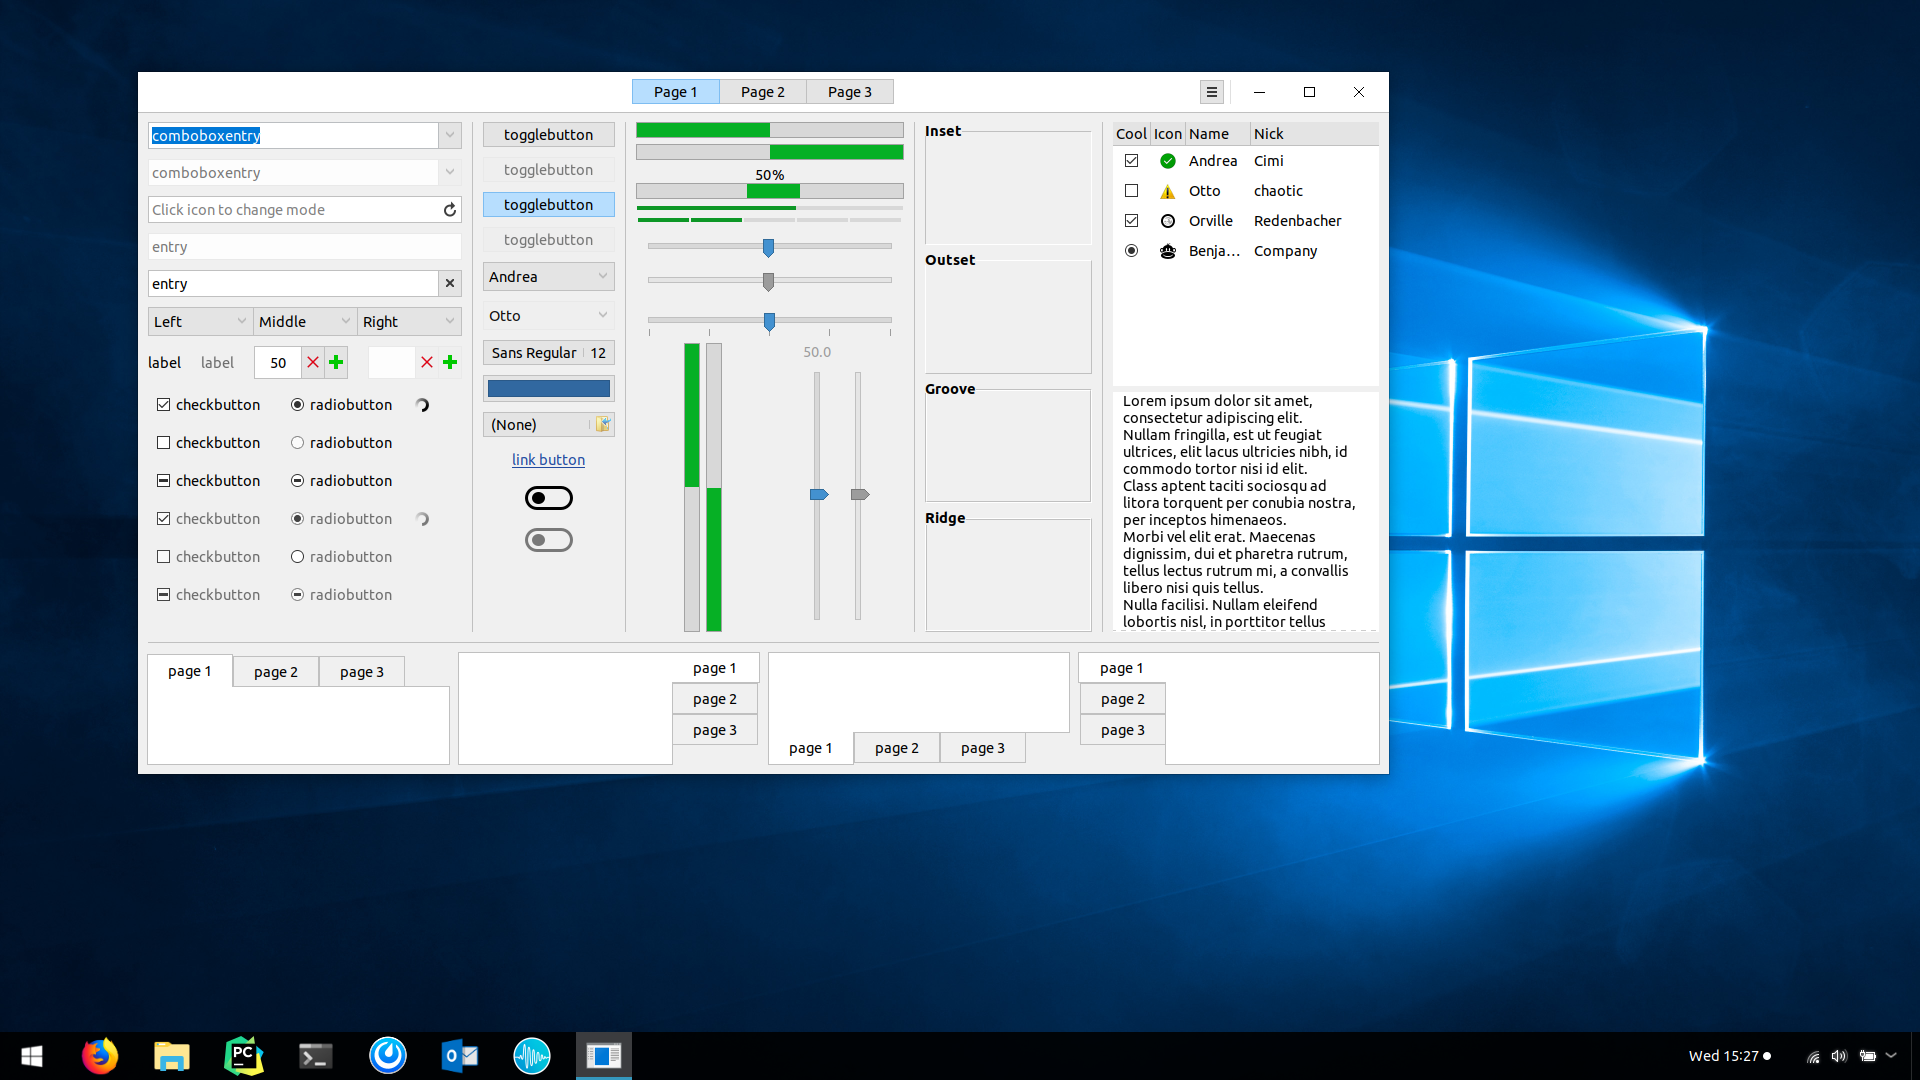 Page 1
Page 2
Page 3
comboboxentry
comboboxentry
Click icon to change mode
entry
entry
Left
Middle
Right
label
label
50
checkbutton
radiobutton
checkbutton
radiobutton
checkbutton
radiobutton
checkbutton
radiobutton
checkbutton
radiobutton
checkbutton
radiobutton
togglebutton
togglebutton
togglebutton
togglebutton
Andrea
Otto
Sans Regular 12
(None)
link button
50%
50.0
Inset
Outset
Groove
Ridge
Cool Icon Name Nick
Andrea Cimi
Otto chaotic
Orville Redenbacher
Benja... Company
Lorem ipsum dolor sit amet,
consectetur adipiscing elit.
Nullam fringilla, est ut feugiat
ultrices, elit lacus ultricies nibh, id
commodo tortor nisi id elit.
Class aptent taciti sociosqu ad
litora torquent per conubia nostra,
per inceptos himenaeos.
Morbi vel elit erat. Maecenas
dignissim, dui et pharetra rutrum,
tellus lectus rutrum mi, a convallis
libero nisi quis tellus.
Nulla facilisi. Nullam eleifend
lobortis nisl, in porttitor tellus
page 1
page 2
page 3
page 1
page 2
page 3
page 1
page 2
page 3
page 1
page 2
page 3
PC
Wed 15:27